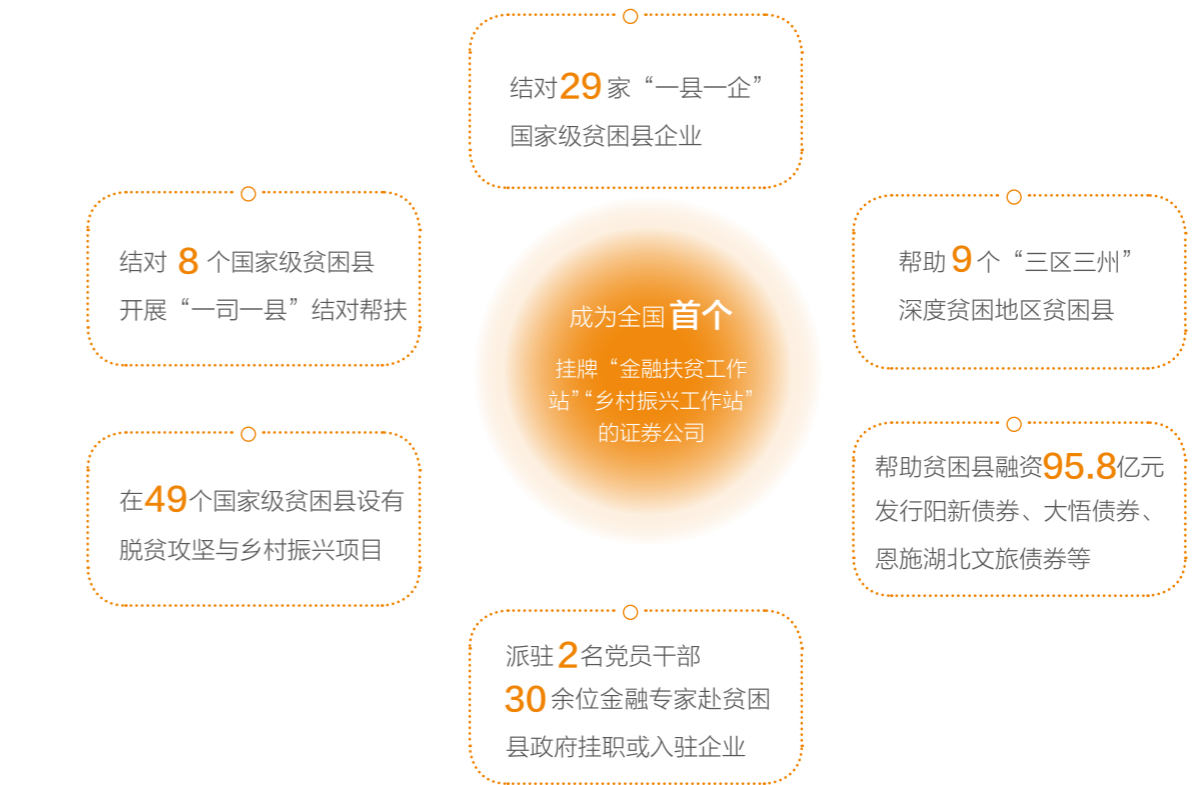 结对29家“一县一企”
国家级贫困县企业
结对 8 个国家级贫困县
开展“一司一县”结对帮扶
帮助9个“三区三州”
深度贫困地区贫困县
成为全国首个
挂牌“金融扶贫工作
站”“乡村振兴工作站”
的证券公司
在49个国家级贫困县设有
脱贫攻坚与乡村振兴项目
帮助贫困县融资95.8亿元
发行阳新债券、大悟债券、
恩施湖北文旅债券等
派驻2名党员干部
30余位金融专家赴贫困
县政府挂职或入驻企业